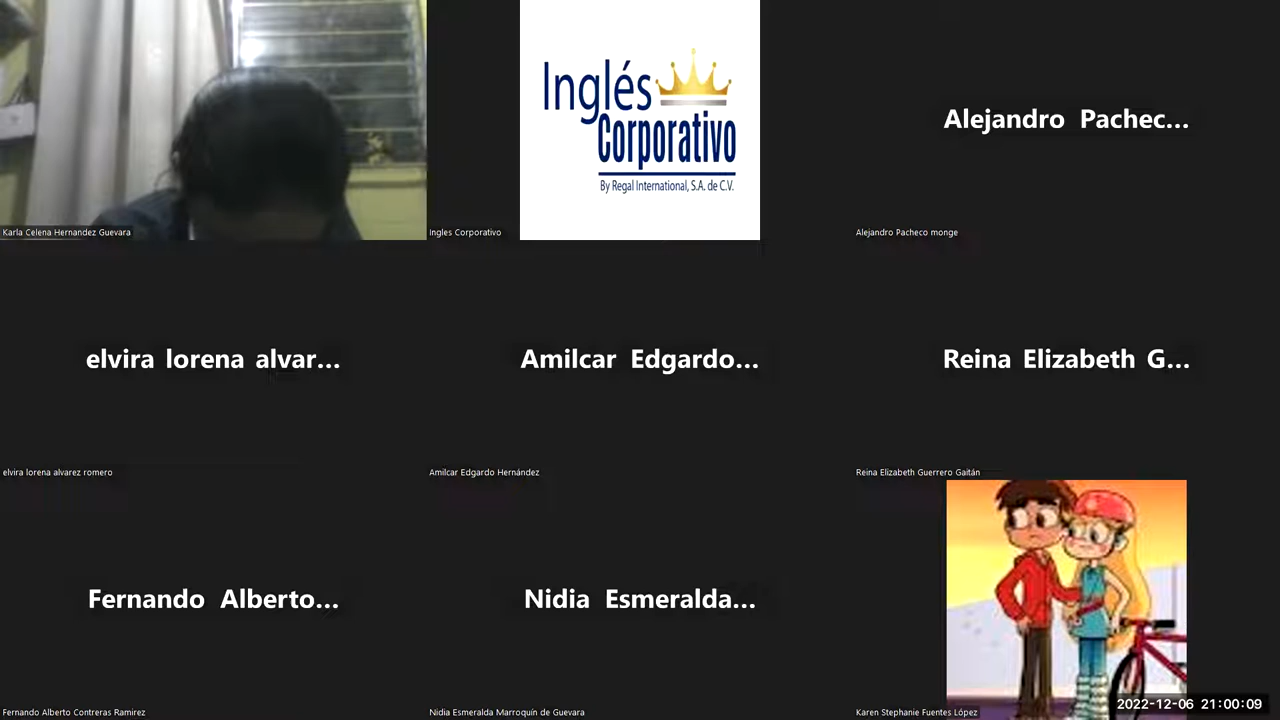 Inglés
Corporativo
By Regal International, S.A. de C.V.
Alejandro Pachec...
Karla Celena Hernandez Guevara
Ingles Corporativo
Alejandro Pacheco monge
elvira lorena alvar...
Amilcar Edgardo...
Reina Elizabeth G...
elvira lorena alvarez romero
Amilcar Edgardo Hernández
Reina Elizabeth Guerrero Gaitán
Fernando Alberto...
Nidia Esmeralda...
2022-12-06 21:00:09
Fernando Alberto Contreras Ramirez
Nidia Esmeralda Marroquín de Guevara
Karen Stephanie Fuentes López